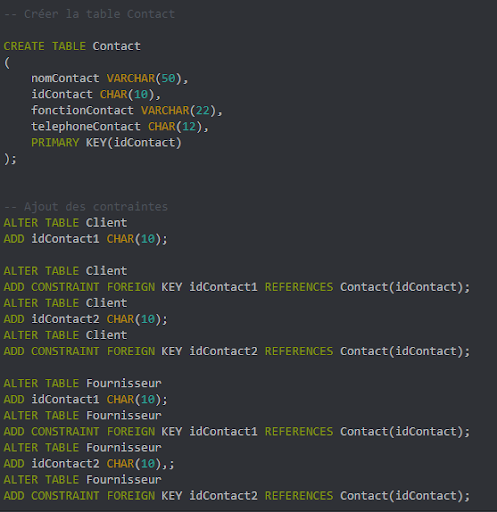 -- Créer la table Contact
CREATE TABLE Contact
(
nomContact VARCHAR(50),
idContact CHAR(10),
fonctionContact VARCHAR(22),
telephoneContact CHAR(12),
PRIMARY KEY(idContact)
);
-- Ajout des contraintes
ALTER TABLE Client
ADD idContact1 CHAR(10);
ALTER TABLE Client
ADD CONSTRAINT FOREIGN KEY idContact1 REFERENCES Contact(idContact);
ALTER TABLE Client
ADD idContact2 CHAR(10);
ALTER TABLE Client
ADD CONSTRAINT FOREIGN KEY idContact2 REFERENCES Contact(idContact);
ALTER TABLE Fournisseur
ADD idContact1 CHAR(10);
ALTER TABLE Fournisseur
ADD CONSTRAINT FOREIGN KEY idContact1 REFERENCES Contact(idContact);
ALTER TABLE Fournisseur
ADD idContact2 CHAR(10),;
ALTER TABLE Fournisseur
ADD CONSTRAINT FOREIGN KEY idContact2 REFERENCES Contact(idContact);